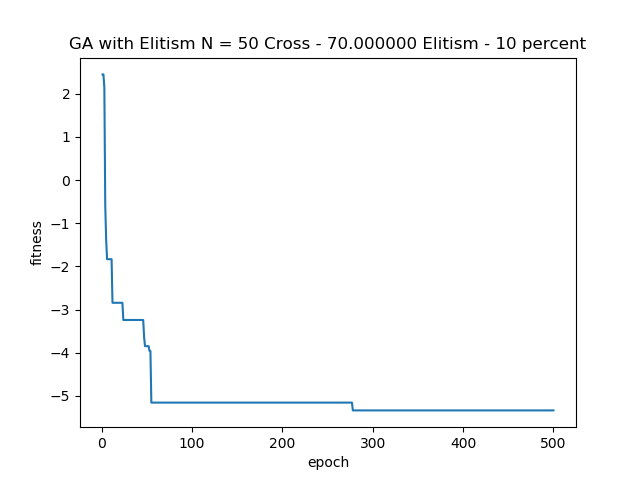 GA with Elitism N = 50 Cross - 70.000000 Elitism - 10 percent
2
1
0
−1
−2
−3
−4
−5
fitness
0 100 200 300 400 500
epoch